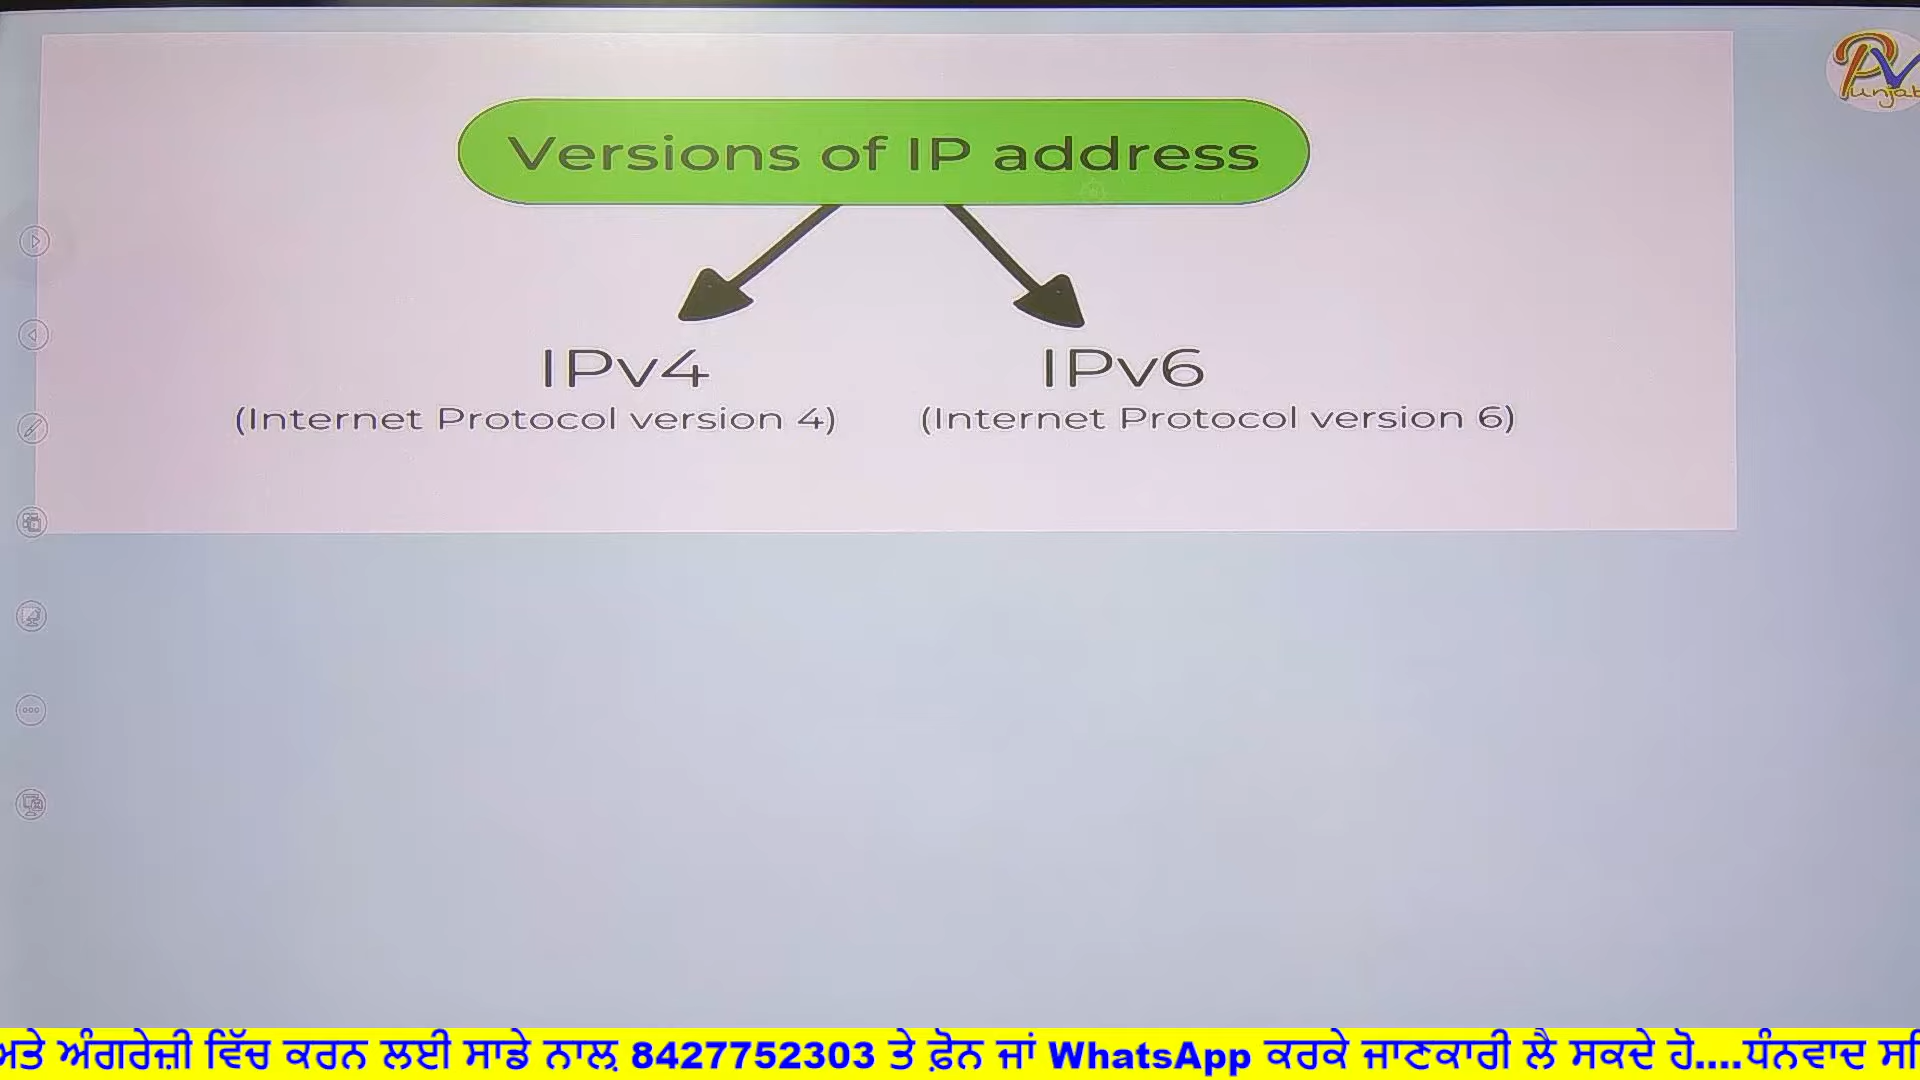 Versions of IP address
IPv4
IPv6
(Internet Protocol version 4)
(Internet Protocol version 6)
ਅਤੇ ਅੰਗਰੇਜ਼ੀ ਵਿੱਚ ਕਰਨ ਲਈ ਸਾਡੇ ਨਾਲ਼ 8427752303 ਤੇ ਫ਼ੋਨ ਜਾਂ WhatsApp ਕਰਕੇ ਜਾਣਕਾਰੀ ਲੈ ਸਕਦੇ ਹੋ....ਧੰਨਵਾਦ